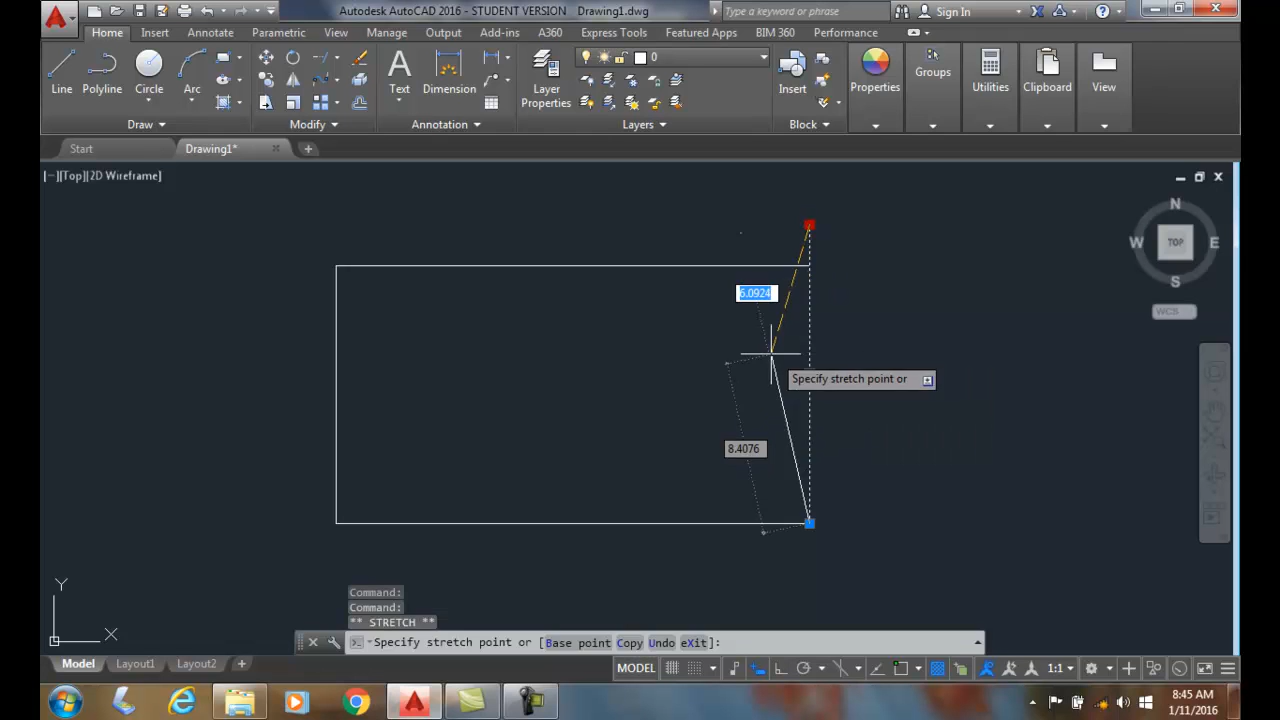 Autodesk AutoCAD 2016 - STUDENT VERSION Drawing1.dwg
Type a keyword or phrase
Sign In
Home Insert Annotate Parametric View Manage Output Add-ins A360 Express Tools Featured Apps BIM 360 Performance
Line Polyline Circle Arc Text Dimension Layer Properties Insert Properties Groups Utilities Clipboard View
0
Draw Modify Annotation Layers Block
Start Drawing1*
[−][Top][2D Wireframe]
N
W TOP E
S
WCS
6.0924
Specify stretch point or
8.4076
Y
X
Command:
Command:
** STRETCH **
Specify stretch point or [Base point Copy Undo eXit]:
Model Layout1 Layout2
MODEL
1:1
8:45 AM
1/11/2016